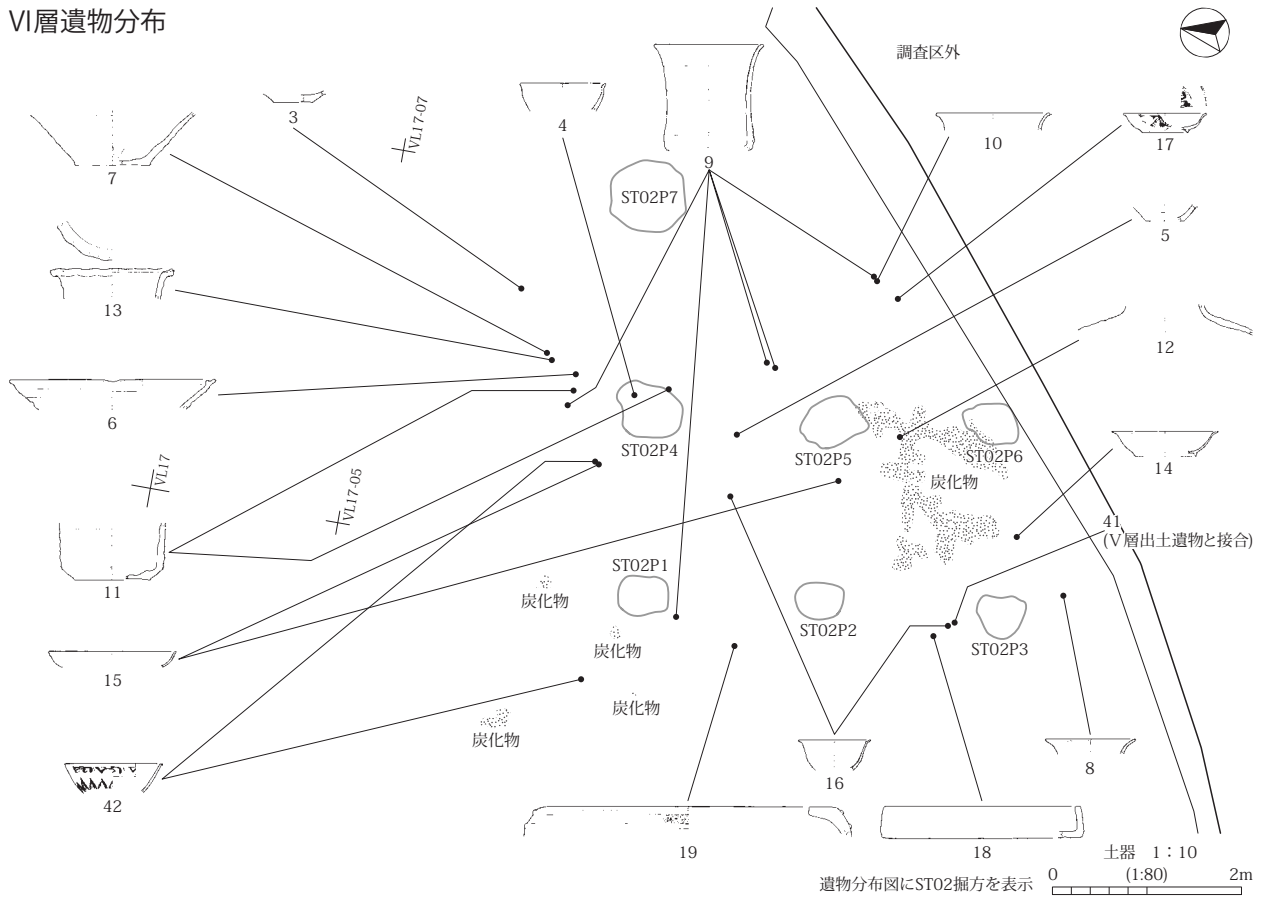 Ⅵ層遺物分布
調査区外
3
VL17-07
4
9
10
17
7
ST02P7
5
13
12
6
ST02P4
ST02P5
ST02P6
炭化物
14
VL17
VL17-05
41
(Ⅴ層出土遺物と接合)
11
ST02P1
炭化物
ST02P2
ST02P3
炭化物
15
炭化物
炭化物
42
16
8
19
18
土器 1：10
遺物分布図にST02掘方を表示
0 (1:80) 2m